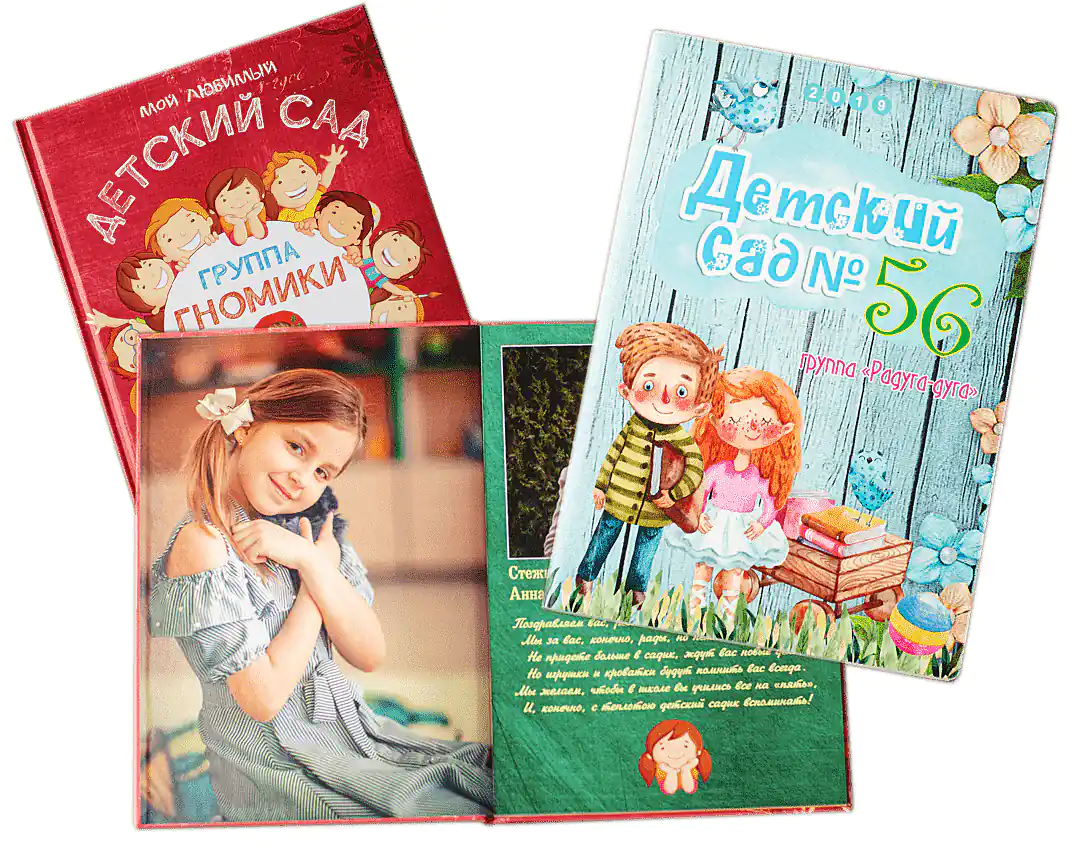 МОЙ ЛЮБИМЫЙ
ДЕТСКИЙ САД
ГРУППА
ГНОМИКИ
2019
Детский
сад № 56
группа «Радуга-дуга»
Анна
Поздравляем вас,
Мы за вас, конечно, рады, но
Не придете больше в садик, ждут вас новые
Но игрушки и кроватки будут помнить вас всегда.
Мы желаем, чтобы в школе вы учились все на «пять».
И, конечно, с теплотою детский садик вспоминать!